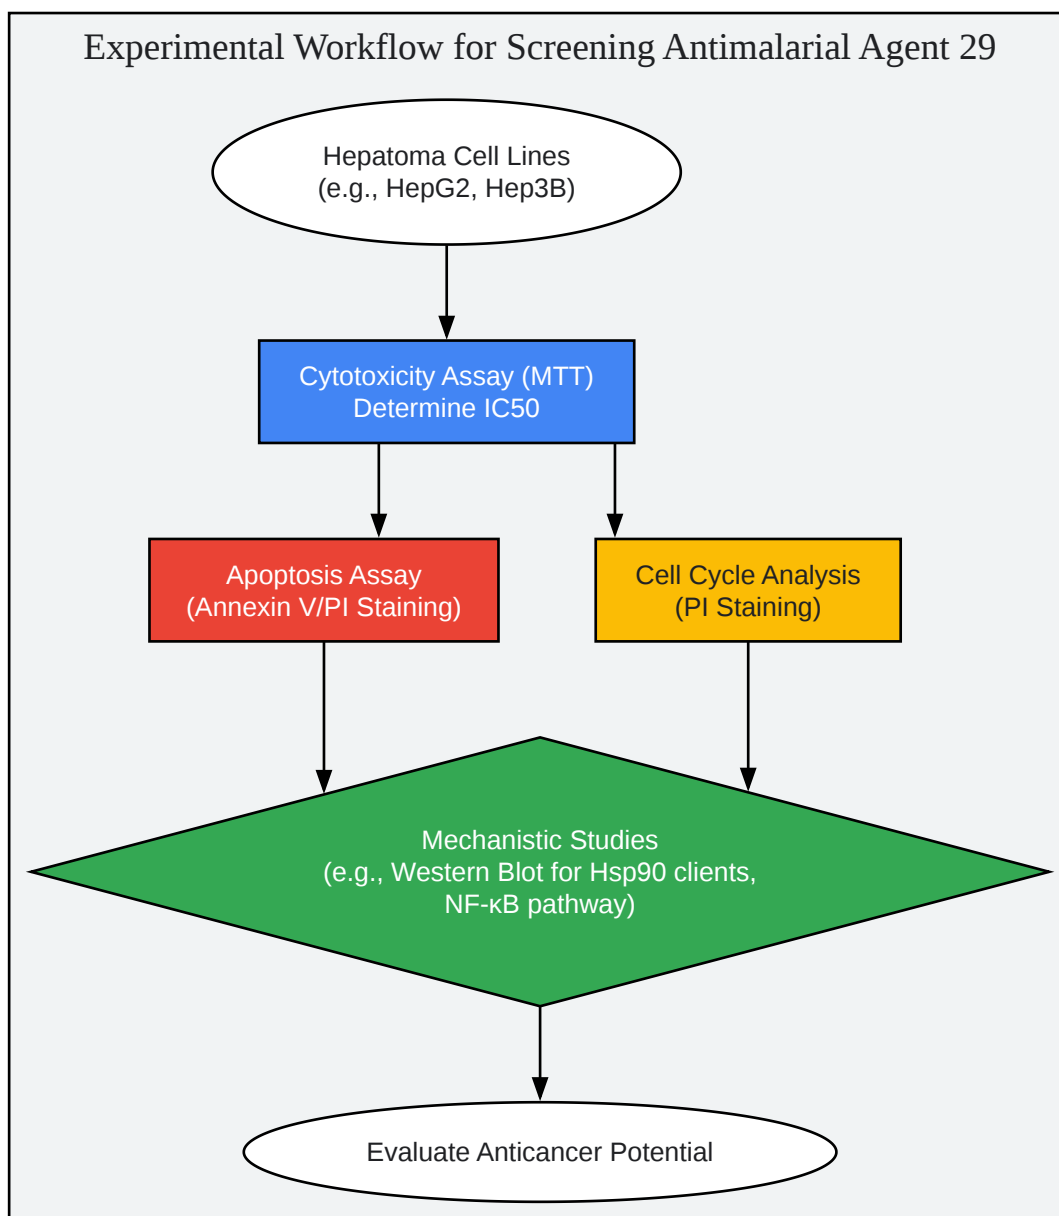 Experimental Workflow for Screening Antimalarial Agent 29
Hepatoma Cell Lines
(e.g., HepG2, Hep3B)
Cytotoxicity Assay (MTT)
Determine IC50
Apoptosis Assay
(Annexin V/PI Staining)
Cell Cycle Analysis
(PI Staining)
Mechanistic Studies
(e.g., Western Blot for Hsp90 clients,
NF-κB pathway)
Evaluate Anticancer Potential